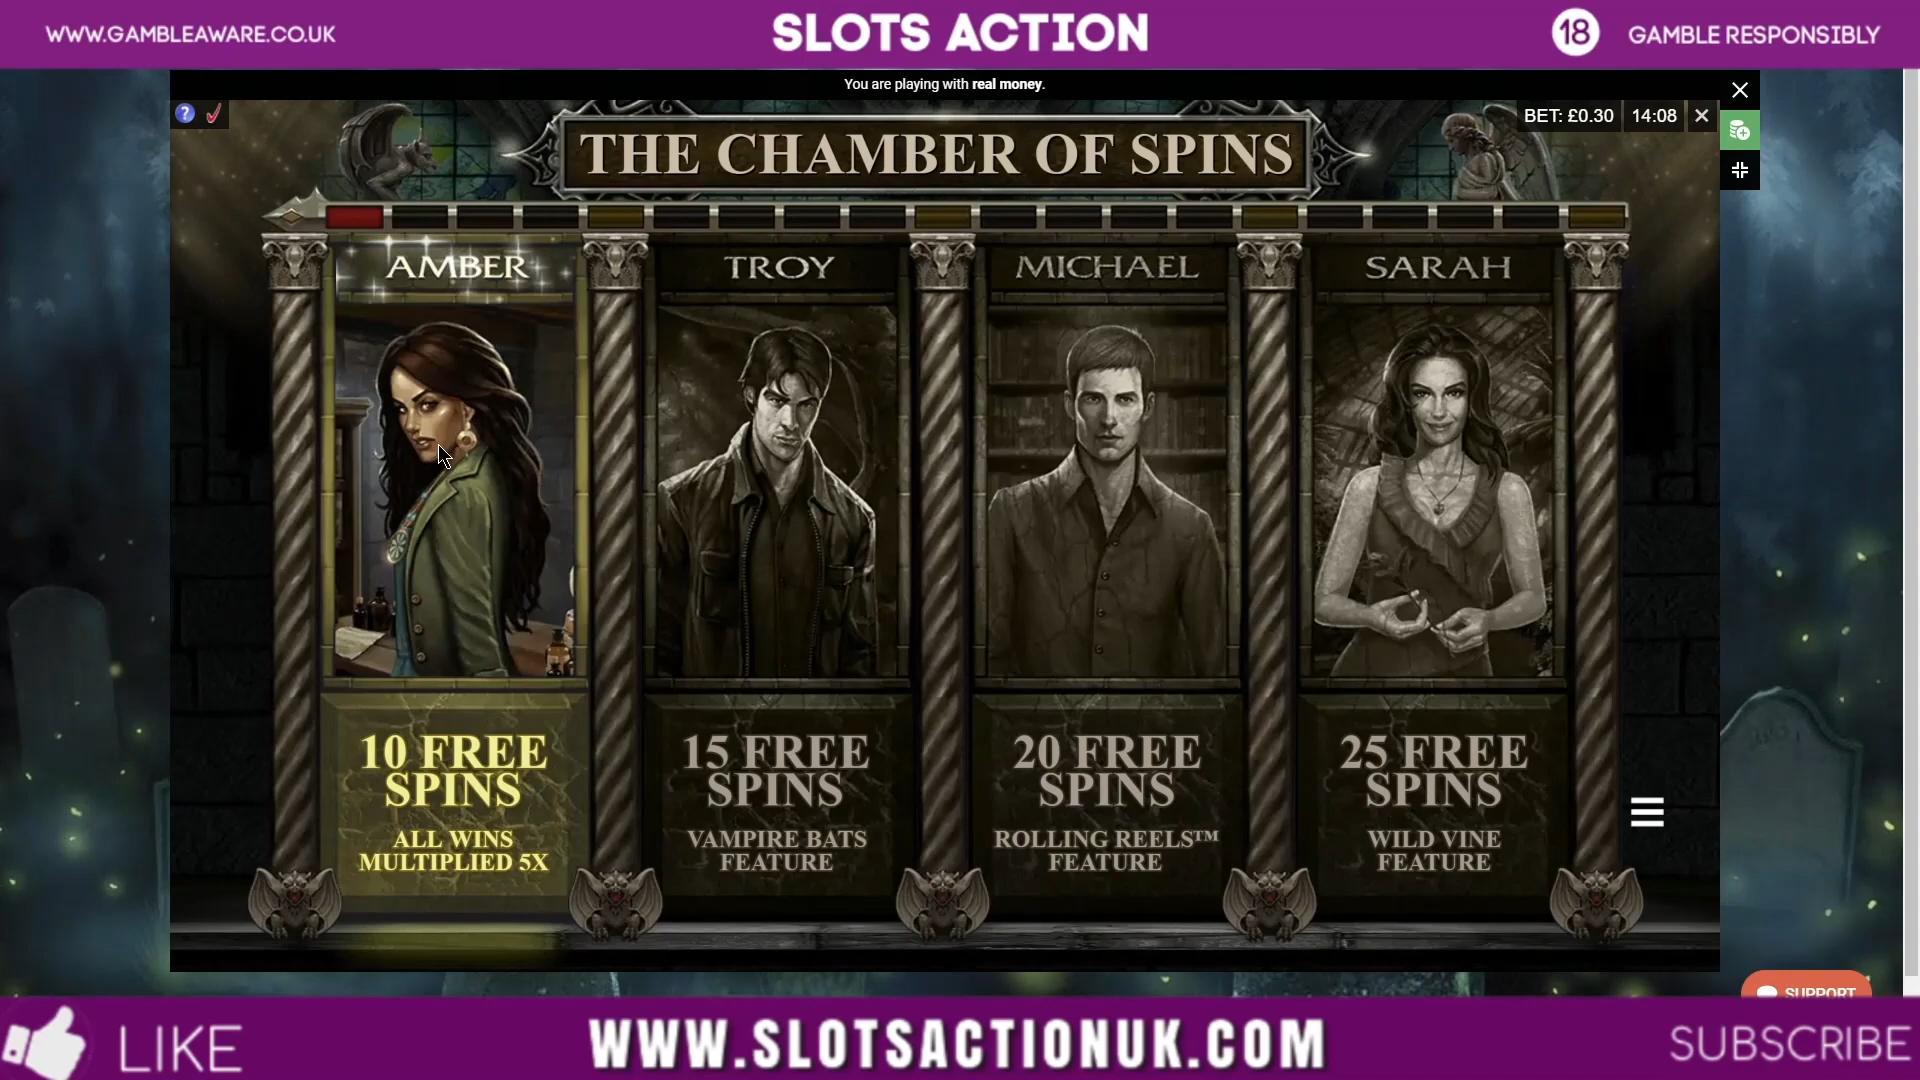 WWW.GAMBLEAWARE.CO.UK
SLOTS ACTION
18
GAMBLE RESPONSIBLY
You are playing with real money.
?
BET: £0.30
14:08
THE CHAMBER OF SPINS
AMBER
TROY
MICHAEL
SARAH
10 FREE
SPINS
ALL WINS
MULTIPLIED 5X
15 FREE
SPINS
VAMPIRE BATS
FEATURE
20 FREE
SPINS
ROLLING REELS™
FEATURE
25 FREE
SPINS
WILD VINE
FEATURE
SUPPORT
LIKE
WWW.SLOTSACTIONUK.COM
SUBSCRIBE